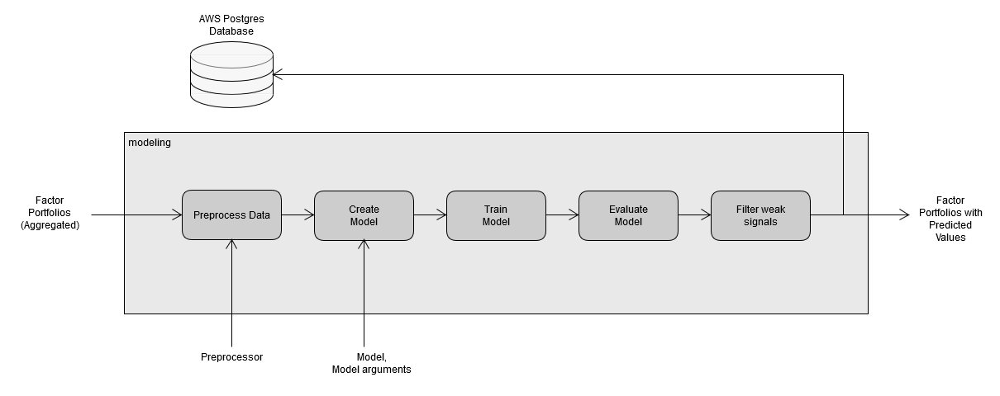 AWS Postgres
Database
modeling
Factor
Portfolios
(Aggregated)
Preprocess Data
Create
Model
Train
Model
Evaluate
Model
Filter weak
signals
Factor
Portfolios with
Predicted
Values
Preprocessor
Model,
Model arguments